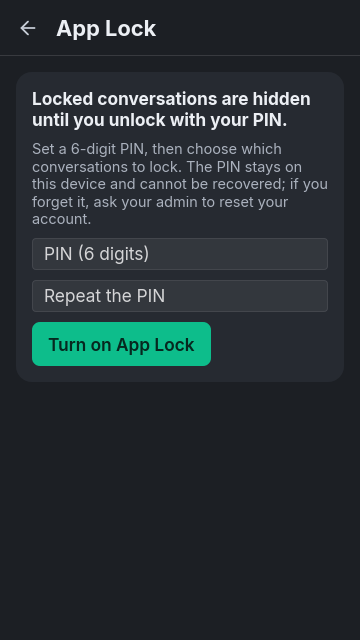 App Lock
Locked conversations are hidden
until you unlock with your PIN.
Set a 6-digit PIN, then choose which
conversations to lock. The PIN stays on
this device and cannot be recovered; if you
forget it, ask your admin to reset your
account.
PIN (6 digits)
Repeat the PIN
Turn on App Lock